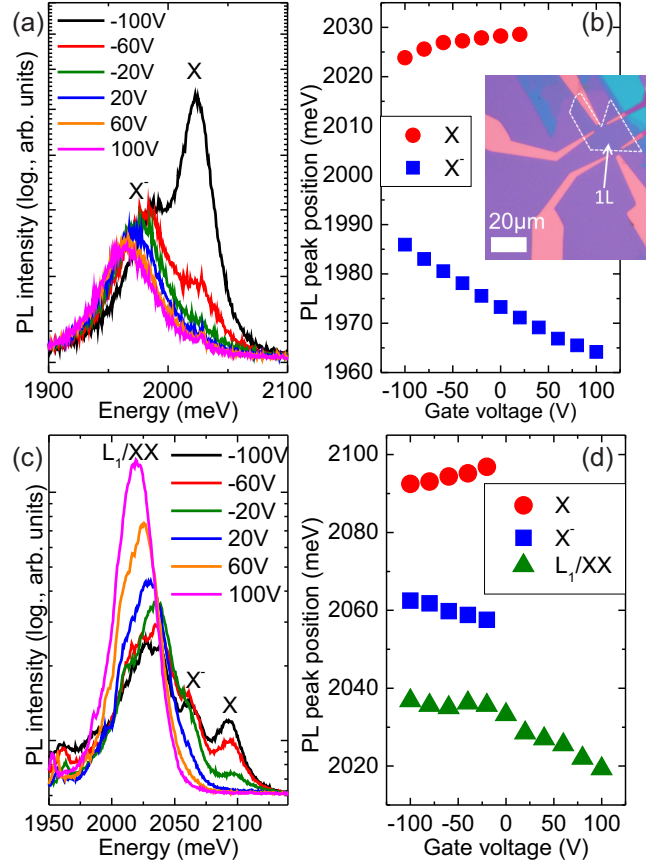 (a)
-100V
-60V
-20V
20V
60V
100V
X
X⁻
PL intensity (log., arb. units)
1900 2000 2100
Energy (meV)
(b)
2030
2020
2010
2000
1990
1980
1970
1960
X
X⁻
1L
20μm
PL peak position (meV)
-100 -50 0 50 100
Gate voltage (V)
(c)
L₁/XX
-100V
-60V
-20V
20V
60V
100V
X⁻
X
PL intensity (log., arb. units)
1950 2000 2050 2100
Energy (meV)
(d)
2100
2080
2060
2040
2020
X
X⁻
L₁/XX
PL peak position (meV)
-100 -50 0 50 100
Gate voltage (V)